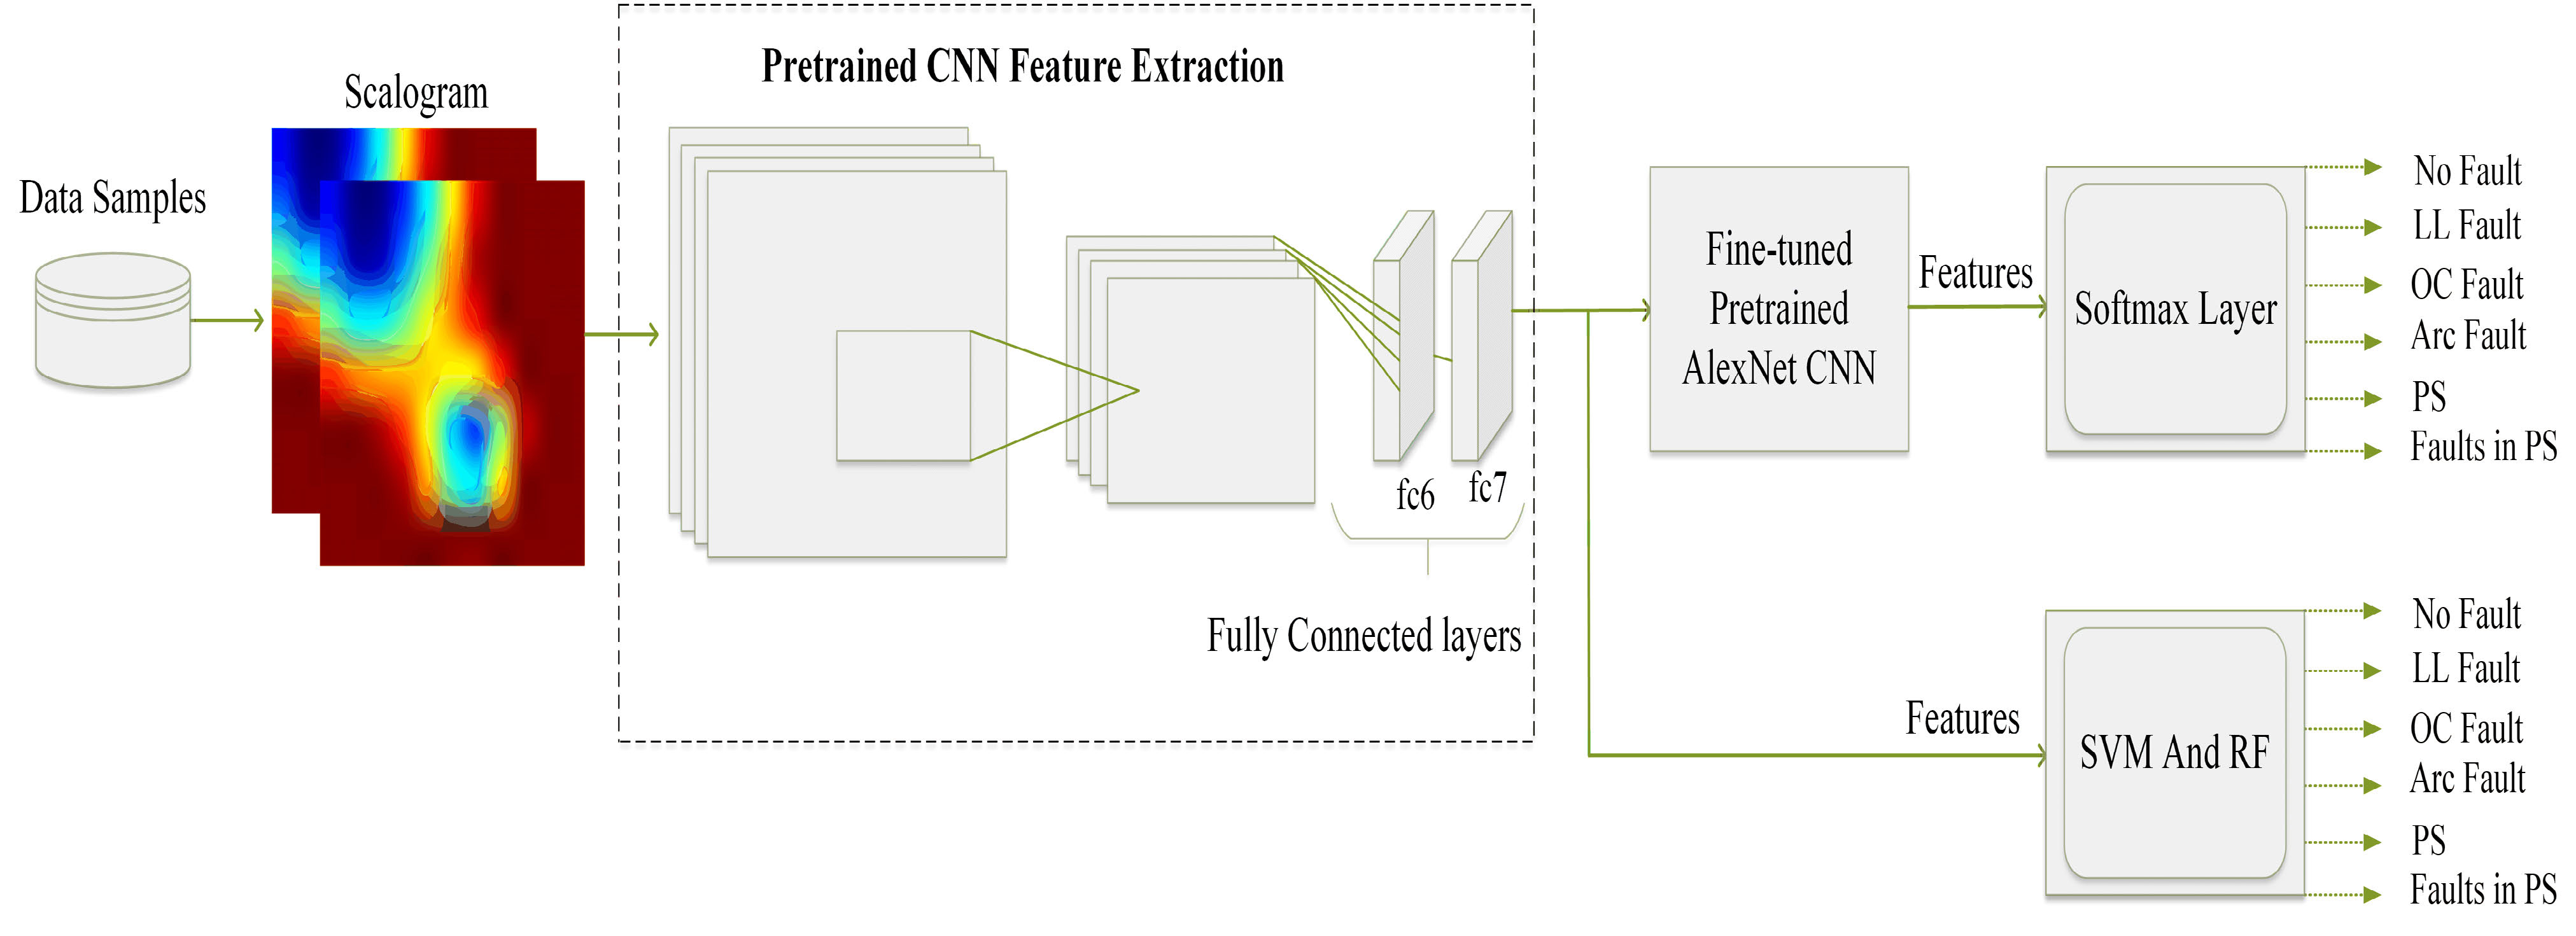 Pretrained CNN Feature Extraction
Scalogram
Data Samples
fc6
fc7
Fully Connected layers
Fine-tuned
Pretrained
AlexNet CNN
Features
Softmax Layer
No Fault
LL Fault
OC Fault
Arc Fault
PS
Faults in PS
Features
SVM And RF
No Fault
LL Fault
OC Fault
Arc Fault
PS
Faults in PS